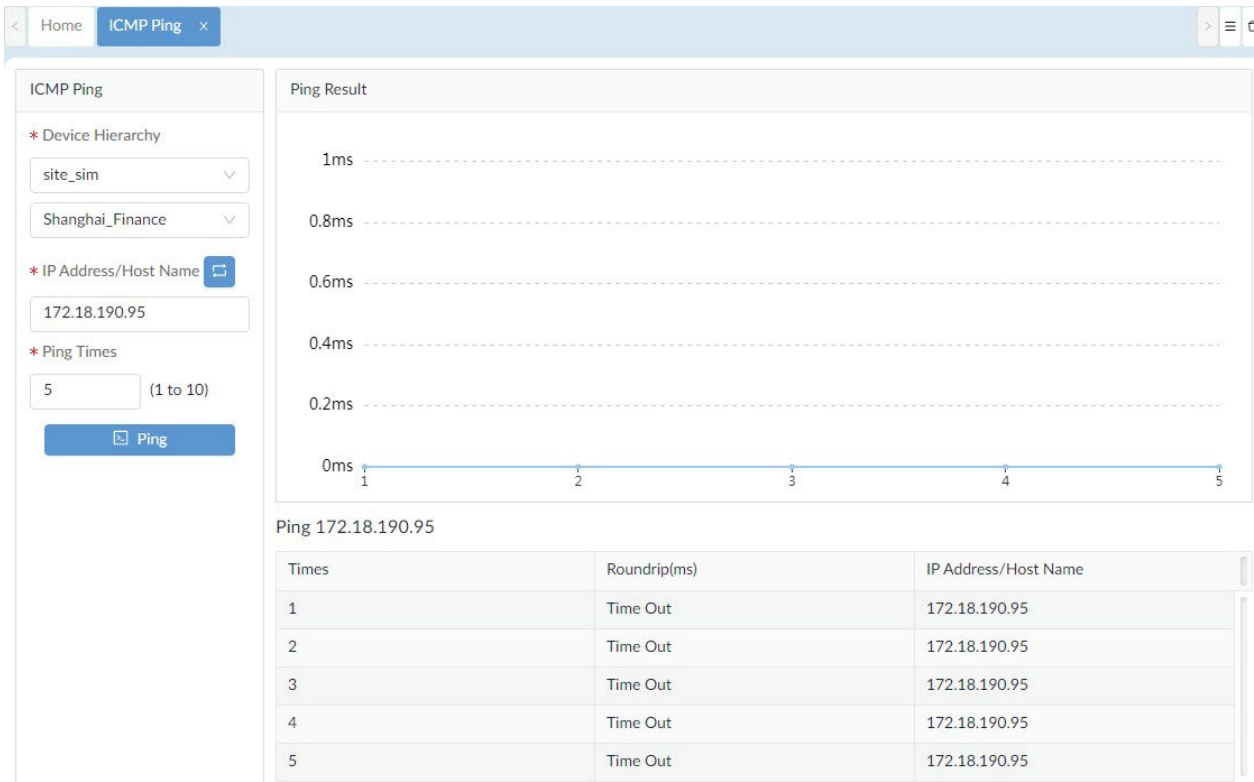 Home
ICMP Ping
ICMP Ping
* Device Hierarchy
site_sim
Shanghai_Finance
* IP Address/Host Name
172.18.190.95
* Ping Times
5 (1 to 10)
Ping
Ping Result
1ms
0.8ms
0.6ms
0.4ms
0.2ms
0ms
1 2 3 4 5
Ping 172.18.190.95
Times Roundrip(ms) IP Address/Host Name
1 Time Out 172.18.190.95
2 Time Out 172.18.190.95
3 Time Out 172.18.190.95
4 Time Out 172.18.190.95
5 Time Out 172.18.190.95